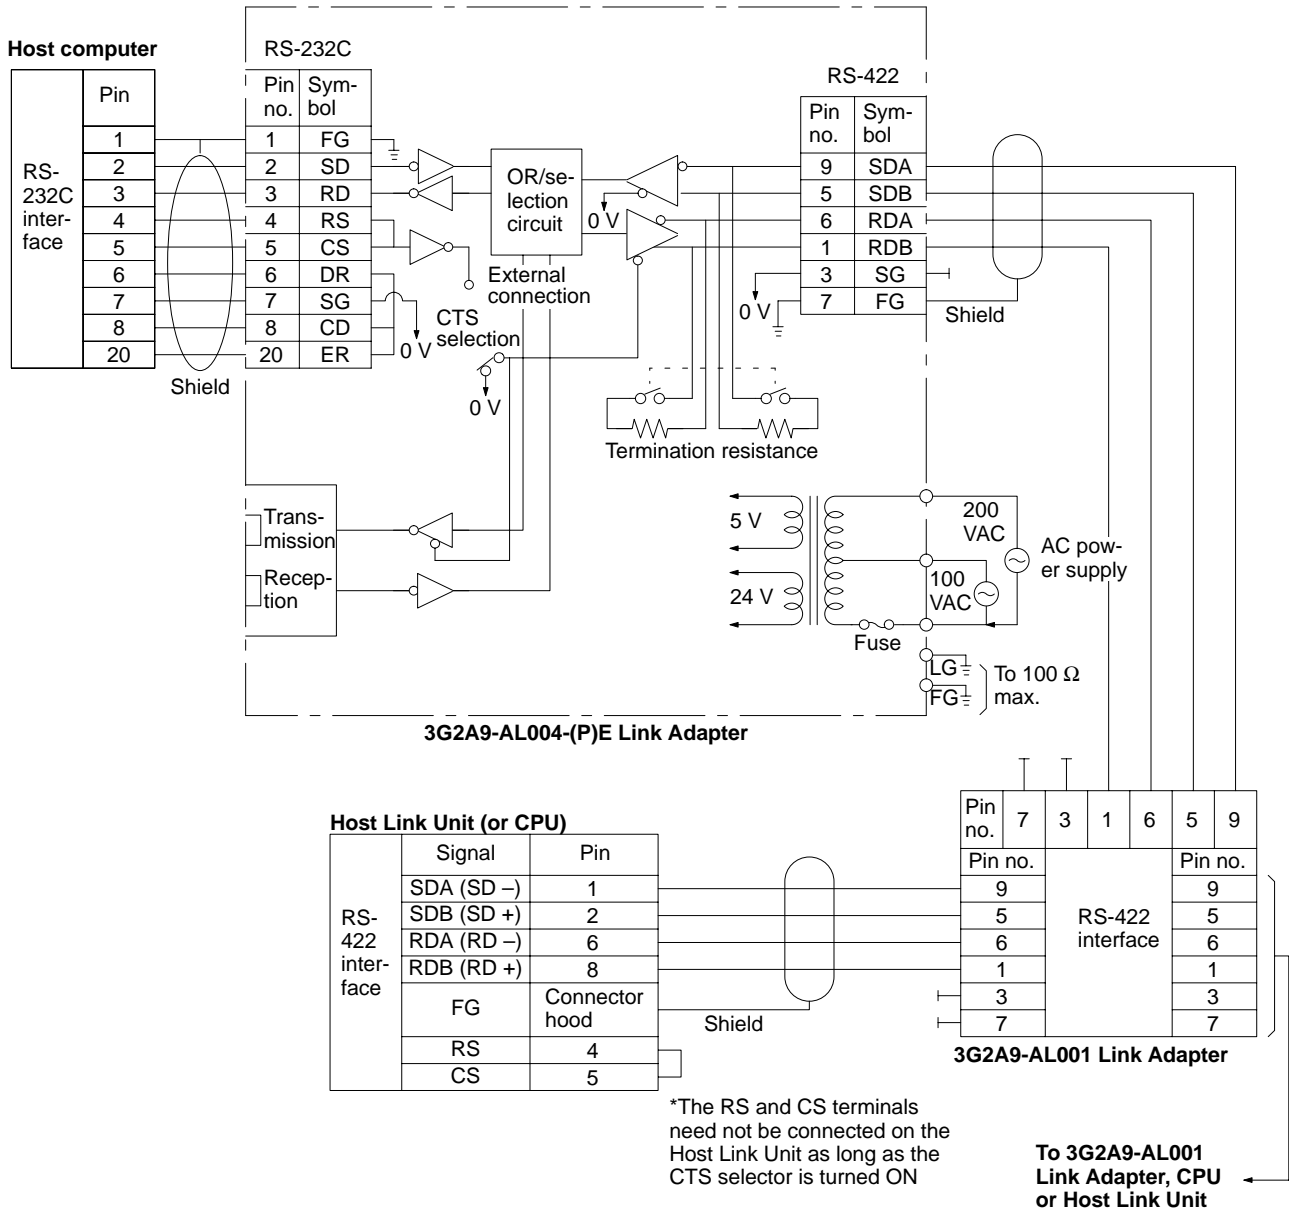 Host computer
Pin
1
2
3
4
5
6
7
8
20
RS-
232C
inter-
face
Shield
RS-232C
Pin no.
Sym-
bol
1 FG
2 SD
3 RD
4 RS
5 CS
6 DR
7 SG
8 CD
20 ER
0 V
CTS
selection
0 V
OR/se-
lection
circuit
External
connection
0 V
Termination resistance
RS-422
Pin
no.
Sym-
bol
9 SDA
5 SDB
6 RDA
1 RDB
3 SG
7 FG
0 V
Shield
Trans-
mission
Recep-
tion
5 V
24 V
Fuse
200
VAC
100
VAC
AC pow-
er supply
LG
FG
To 100 Ω
max.
3G2A9-AL004-(P)E Link Adapter
Host Link Unit (or CPU)
RS-
422
inter-
face
Signal Pin
SDA (SD –) 1
SDB (SD +) 2
RDA (RD –) 6
RDB (RD +) 8
FG Connector
hood
RS 4
CS 5
Shield
*The RS and CS terminals
need not be connected on the
Host Link Unit as long as the
CTS selector is turned ON
Pin
no.
7 3 1 6 5 9
Pin no.
9
5
6
1
3
7
RS-422
interface
Pin no.
9
5
6
1
3
7
3G2A9-AL001 Link Adapter
To 3G2A9-AL001
Link Adapter, CPU
or Host Link Unit